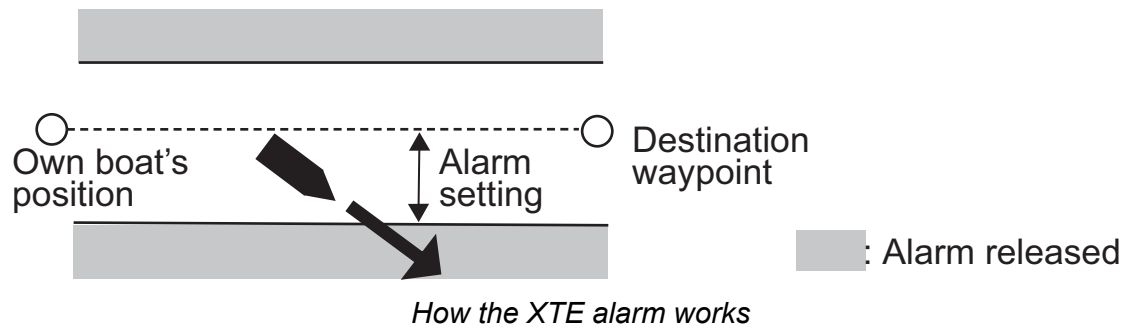 Own boat's
position
Alarm
setting
Destination
waypoint
: Alarm released
How the XTE alarm works